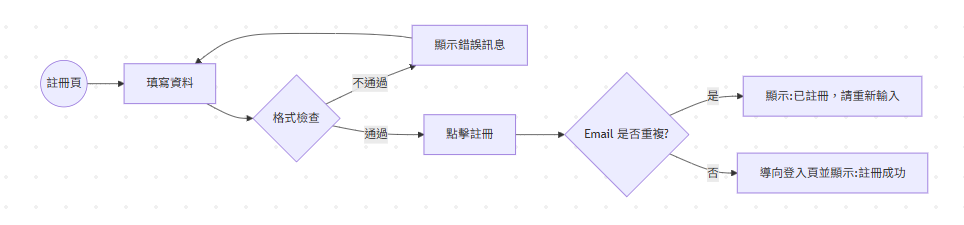 註冊頁
填寫資料
格式檢查
不通過
顯示錯誤訊息
通過
點擊註冊
Email 是否重複?
是
顯示:已註冊，請重新輸入
否
導向登入頁並顯示:註冊成功